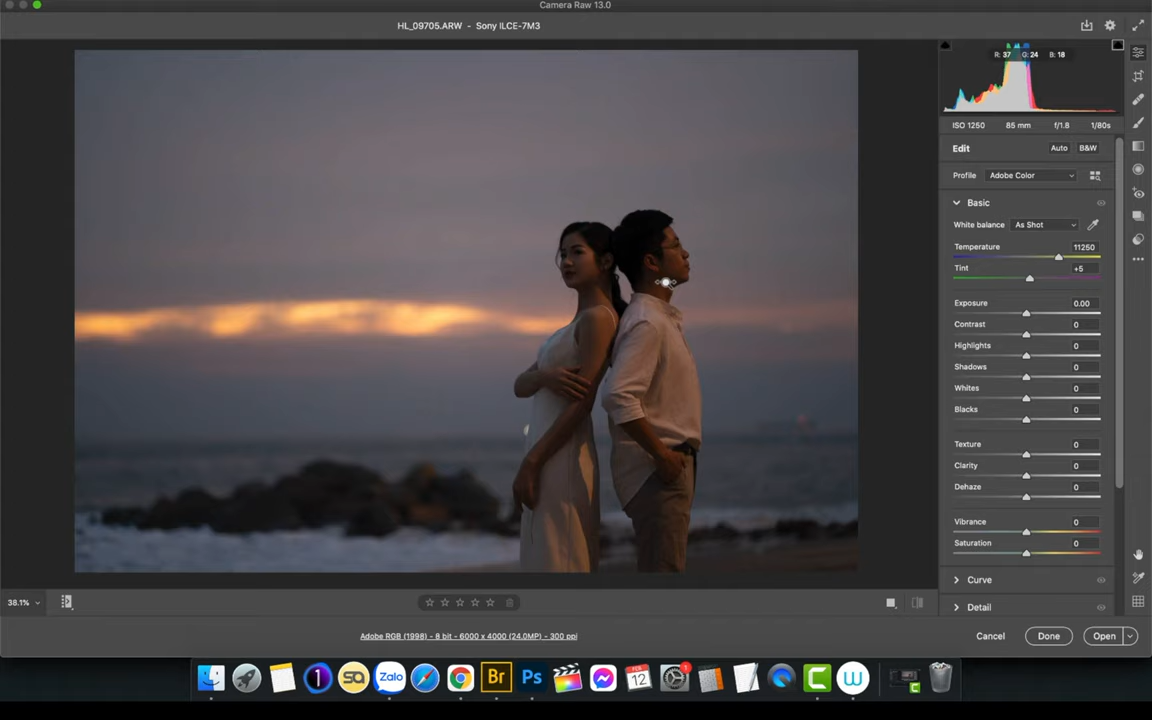 Camera Raw 13.0
HL_09705.ARW - Sony ILCE-7M3
R: 37 G: 24 B: 18
ISO 1250 85 mm f/1.8 1/80s
Edit Auto B&W
Profile Adobe Color
Basic
White balance As Shot
Temperature 11250
Tint +5
Exposure 0.00
Contrast 0
Highlights 0
Shadows 0
Whites 0
Blacks 0
Texture 0
Clarity 0
Dehaze 0
Vibrance 0
Saturation 0
Curve
Detail
38.1%
Adobe RGB (1998) - 8 bit - 6000 x 4000 (24.0MP) - 300 ppi
Cancel Done Open
1 SQ Zalo Br Ps FEB 12 1 C W C